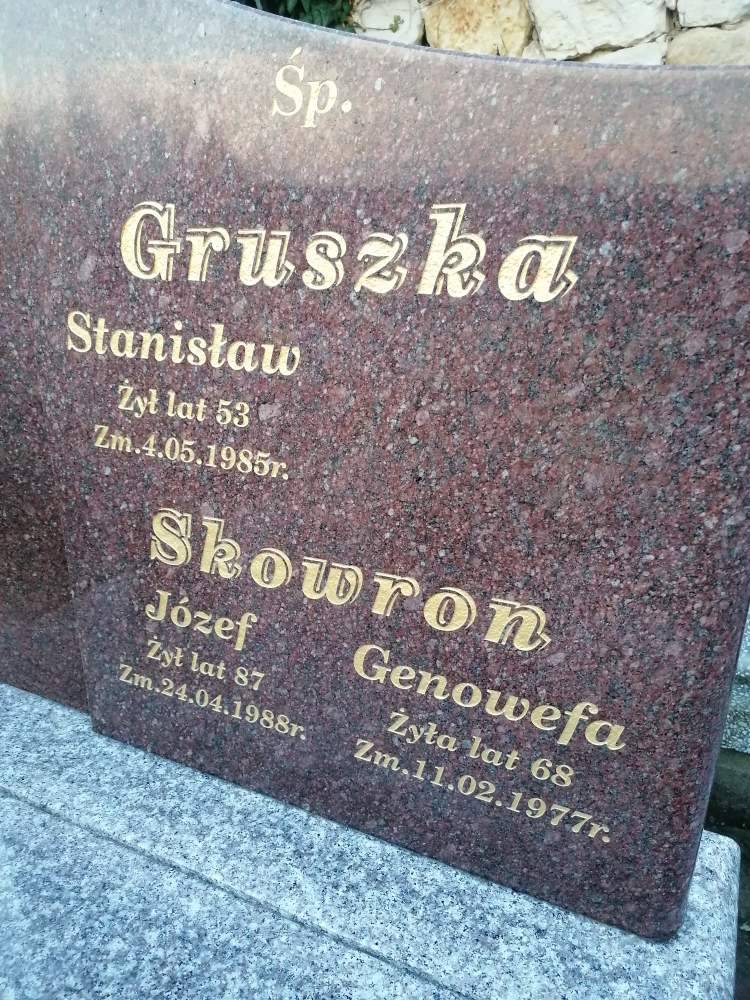 Śp.
Gruszka
Stanisław
Żył lat 53
Zm.4.05.1985r.
Skowron
Józef
Żył lat 87
Zm.24.04.1988r.
Genowefa
Żyła lat 68
Zm.11.02.1977r.